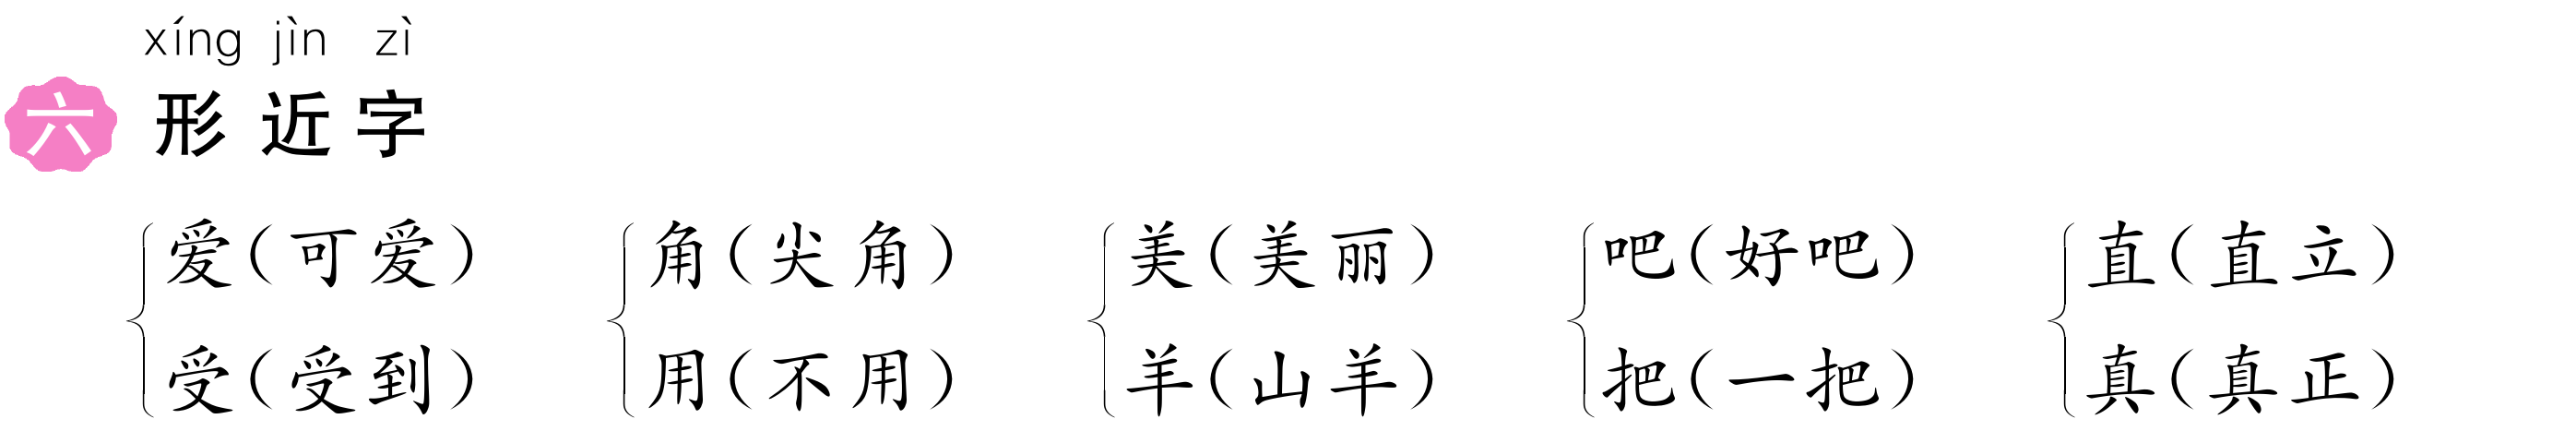 xíng jìn zì
六 形近字
爱(可爱) 角(尖角) 美(美丽) 吧(好吧) 直(直立)
受(受到) 用(不用) 羊(山羊) 把(一把) 真(真正)